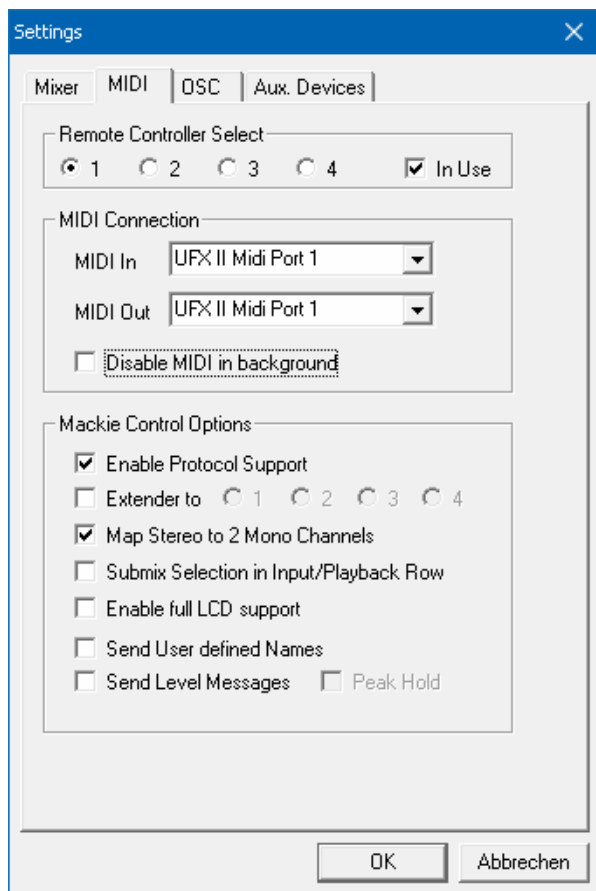 Settings
Mixer MIDI OSC Aux. Devices
Remote Controller Select
1 2 3 4 In Use
MIDI Connection
MIDI In UFX II Midi Port 1
MIDI Out UFX II Midi Port 1
Disable MIDI in background
Mackie Control Options
Enable Protocol Support
Extender to 1 2 3 4
Map Stereo to 2 Mono Channels
Submix Selection in Input/Playback Row
Enable full LCD support
Send User defined Names
Send Level Messages Peak Hold
OK Abbrechen